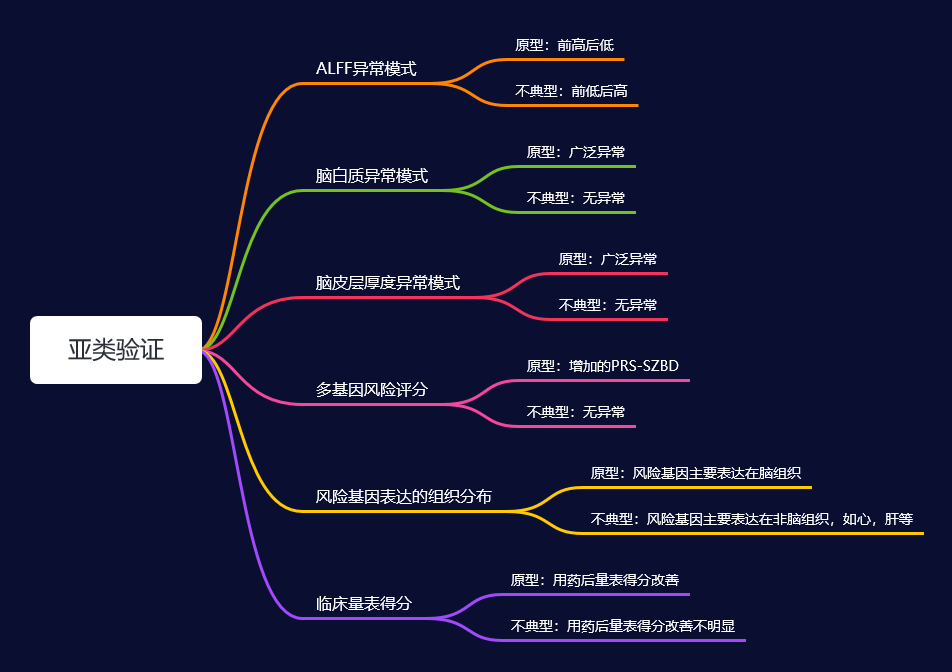 亚类验证
ALFF异常模式
原型：前高后低
不典型：前低后高
脑白质异常模式
原型：广泛异常
不典型：无异常
脑皮层厚度异常模式
原型：广泛异常
不典型：无异常
多基因风险评分
原型：增加的PRS-SZBD
不典型：无异常
风险基因表达的组织分布
原型：风险基因主要表达在脑组织
不典型：风险基因主要表达在非脑组织，如心，肝等
临床量表得分
原型：用药后量表得分改善
不典型：用药后量表得分改善不明显